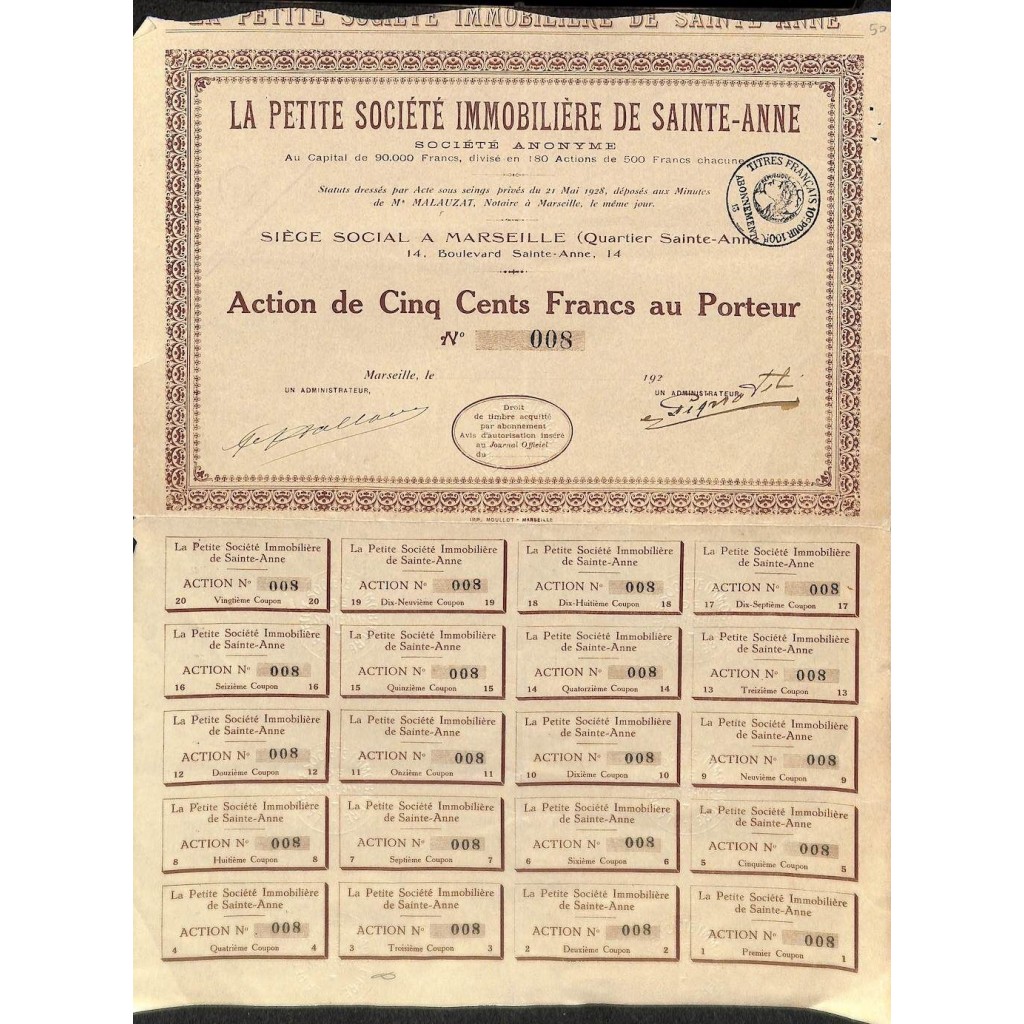 LA PETITE SOCIÉTÉ IMMOBILIÈRE DE SAINTE-ANNE
50
LA PETITE SOCIÉTÉ IMMOBILIÈRE DE SAINTE-ANNE
SOCIÉTÉ ANONYME
Au Capital de 90.000 Francs, divisé en 180 Actions de 500 Francs chacune
TITRES FRANÇAIS 10c POUR 100f
ABONNEMENT
RÉPUBLIQUE
13
Statuts dressés par Acte sous seings privés du 21 Mai 1928, déposés aux Minutes
de Me MALAUZAT, Notaire à Marseille, le même jour.
SIÈGE SOCIAL A MARSEILLE (Quartier Sainte-Anne
14, Boulevard Sainte-Anne, 14
Action de Cinq Cents Francs au Porteur
No 008
Marseille, le 192
UN ADMINISTRATEUR, UN ADMINISTRATEUR,
Droit
de timbre acquitté
par abonnement
Avis d'autorisation inséré
au Journal Officiel
du
IMP. MOULLOT - MARSEILLE
La Petite Société Immobilière
de Sainte-Anne
ACTION No 008
20 Vingtième Coupon 20
La Petite Société Immobilière
de Sainte-Anne
ACTION No 008
19 Dix-Neuvième Coupon 19
La Petite Société Immobilière
de Sainte-Anne
ACTION No 008
18 Dix-Huitième Coupon 18
La Petite Société Immobilière
de Sainte-Anne
ACTION No 008
17 Dix-Septième Coupon 17
La Petite Société Immobilière
de Sainte-Anne
ACTION No 008
16 Seizième Coupon 16
La Petite Société Immobilière
de Sainte-Anne
ACTION No 008
15 Quinzième Coupon 15
La Petite Société Immobilière
de Sainte-Anne
ACTION No 008
14 Quatorzième Coupon 14
La Petite Société Immobilière
de Sainte-Anne
ACTION No 008
13 Treizième Coupon 13
La Petite Société Immobilière
de Sainte-Anne
ACTION No 008
12 Douzième Coupon 12
La Petite Société Immobilière
de Sainte-Anne
ACTION No 008
11 Onzième Coupon 11
La Petite Société Immobilière
de Sainte-Anne
ACTION No 008
10 Dixième Coupon 10
La Petite Société Immobilière
de Sainte-Anne
ACTION No 008
9 Neuvième Coupon 9
La Petite Société Immobilière
de Sainte-Anne
ACTION No 008
8 Huitième Coupon 8
La Petite Société Immobilière
de Sainte-Anne
ACTION No 008
7 Septième Coupon 7
La Petite Société Immobilière
de Sainte-Anne
ACTION No 008
6 Sixième Coupon 6
La Petite Société Immobilière
de Sainte-Anne
ACTION No 008
5 Cinquième Coupon 5
La Petite Société Immobilière
de Sainte-Anne
ACTION No 008
4 Quatrième Coupon 4
La Petite Société Immobilière
de Sainte-Anne
ACTION No 008
3 Troisième Coupon 3
La Petite Société Immobilière
de Sainte-Anne
ACTION No 008
2 Deuxième Coupon 2
La Petite Société Immobilière
de Sainte-Anne
ACTION No 008
1 Premier Coupon 1
8